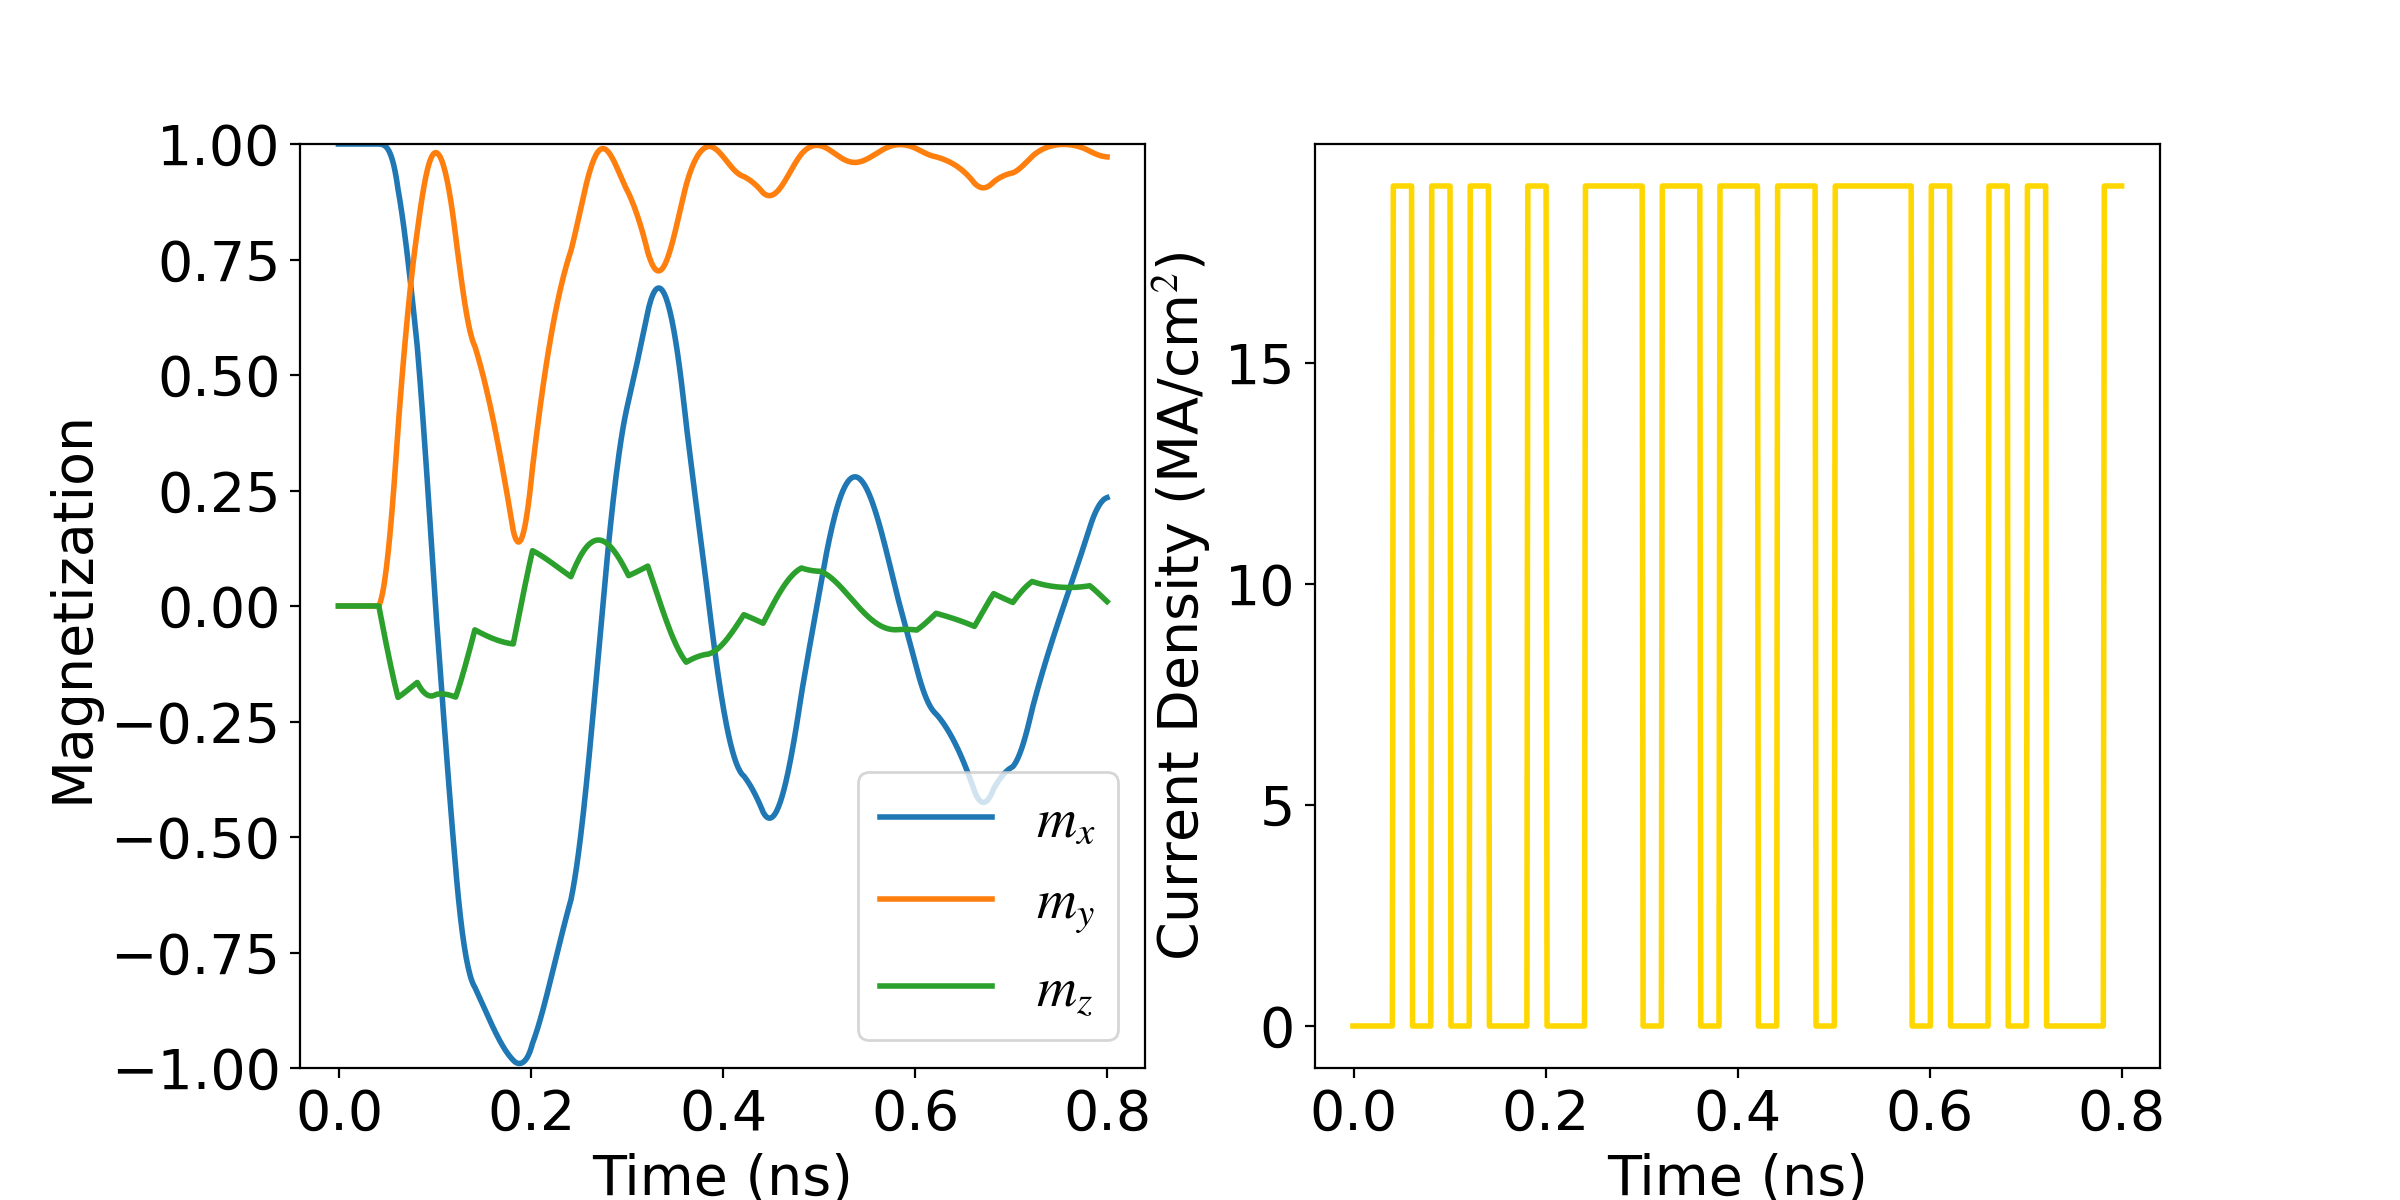 1.00
0.75
0.50
0.25
0.00
−0.25
−0.50
−0.75
−1.00
Magnetization
0.0 0.2 0.4 0.6 0.8
Time (ns)
m_x
m_y
m_z
Current Density (MA/cm²)
15
10
5
0
0.0 0.2 0.4 0.6 0.8
Time (ns)